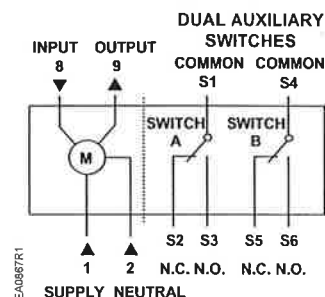 DUAL AUXILIARY
SWITCHES
INPUT OUTPUT
8 9
COMMON COMMON
S1 S4
SWITCH
A
SWITCH
B
M
S2 S3 S5 S6
1 2
N.C. N.O. N.C. N.O.
SUPPLY NEUTRAL
EA0867R1